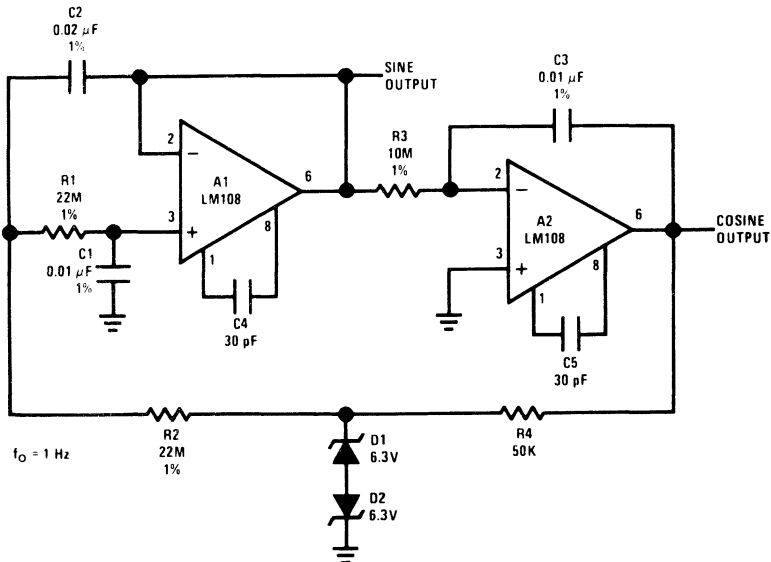 C2
0.02 µF
1%
SINE
OUTPUT
C3
0.01 µF
1%
2
−
R3
10M
1%
A1
LM108
6
2
−
R1
22M
1%
3
+
8
A2
LM108
6
COSINE
OUTPUT
C1
0.01 µF
1%
1
3
+
8
C4
30 pF
1
C5
30 pF
R2
22M
1%
D1
6.3V
R4
50K
fO = 1 Hz
D2
6.3V